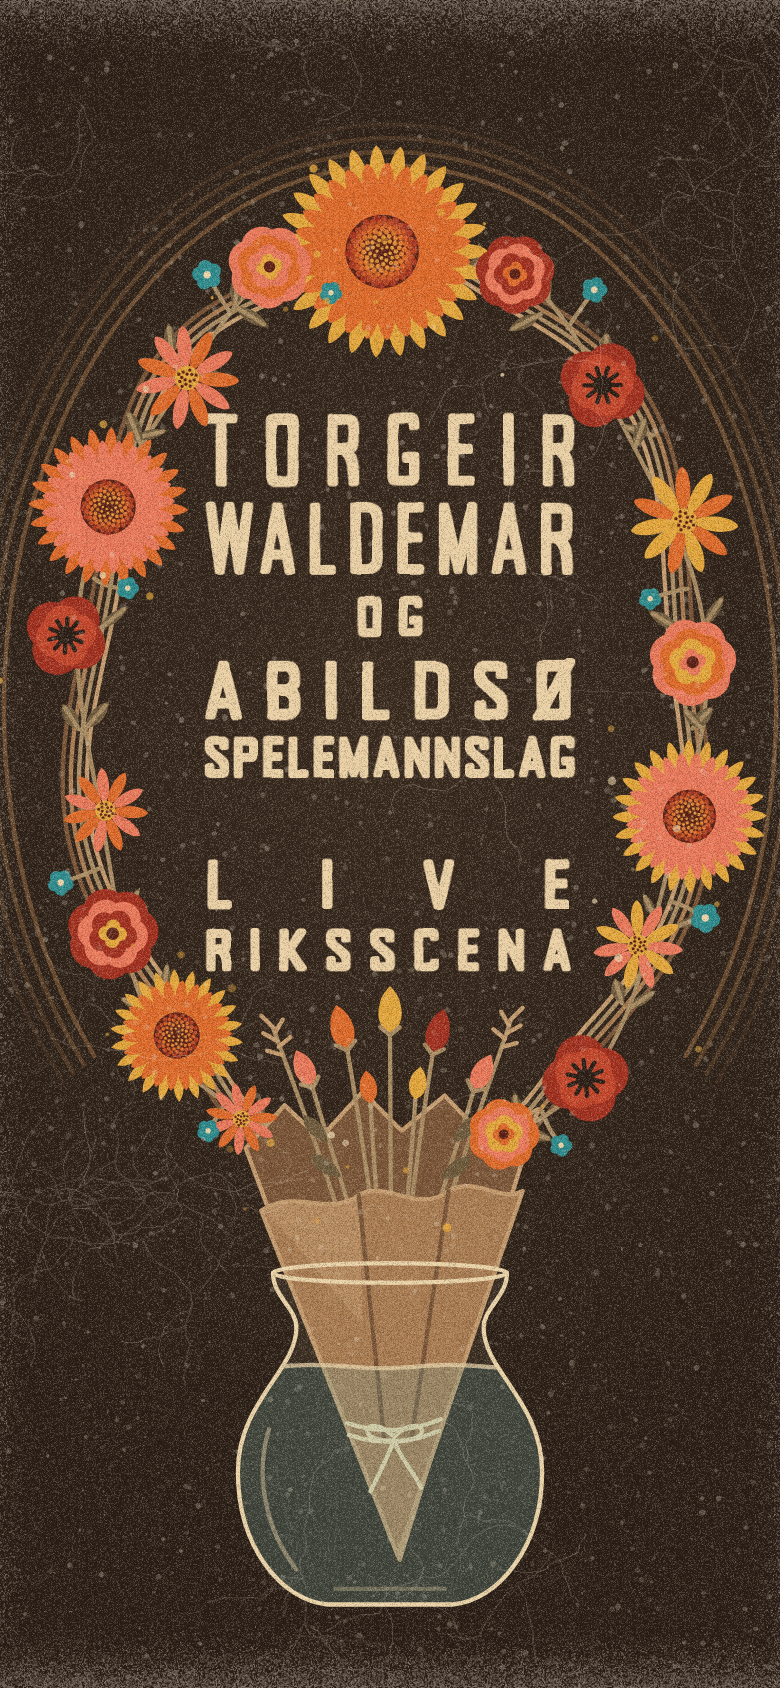 TORGEIR
WALDEMAR
OG
ABILDSØ
SPELEMANNSLAG
LIVE
RIKSSCENA